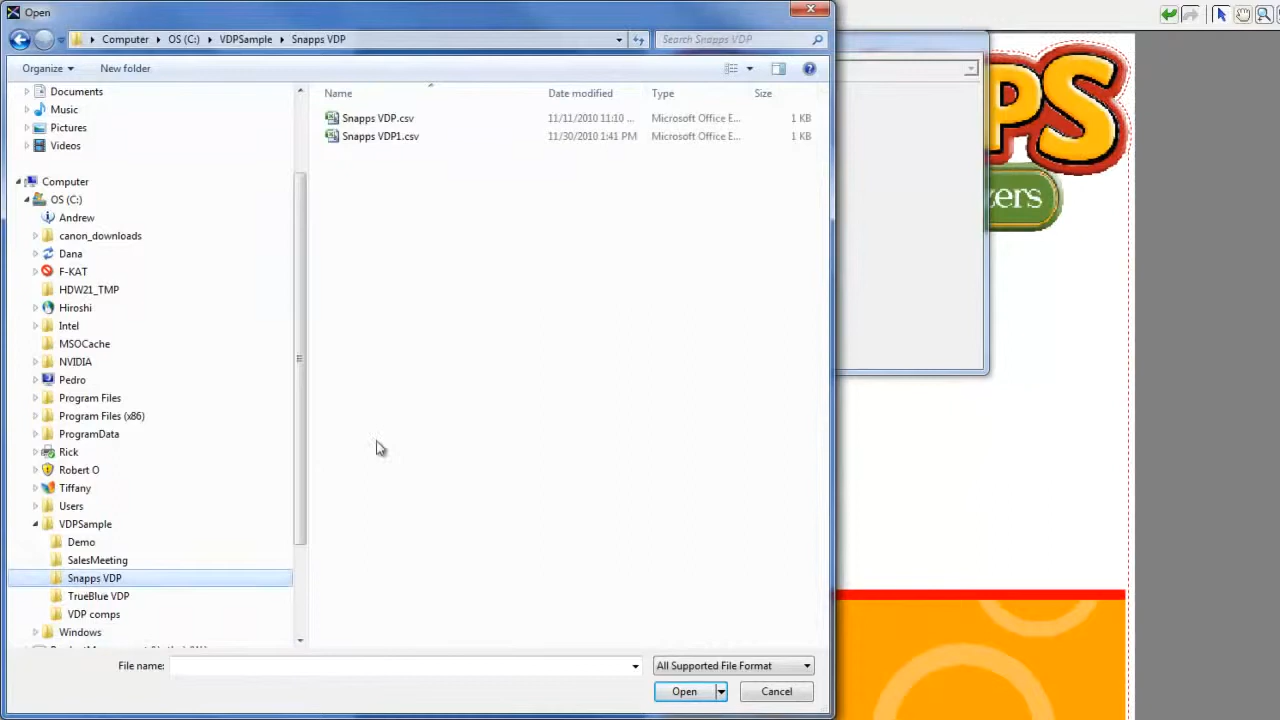 Open
Computer OS (C:) VDPSample Snapps VDP
Search Snapps VDP
Organize New folder
Name Date modified Type Size
Snapps VDP.csv 11/11/2010 11:10 ... Microsoft Office E... 1 KB
Snapps VDP1.csv 11/30/2010 1:41 PM Microsoft Office E... 1 KB
Documents
Music
Pictures
Videos
Computer
OS (C:)
Andrew
canon_downloads
Dana
F-KAT
HDW21_TMP
Hiroshi
Intel
MSOCache
NVIDIA
Pedro
Program Files
Program Files (x86)
ProgramData
Rick
Robert O
Tiffany
Users
VDPSample
Demo
SalesMeeting
Snapps VDP
TrueBlue VDP
VDP comps
Windows
File name:
All Supported File Format
Open Cancel
PS
zers